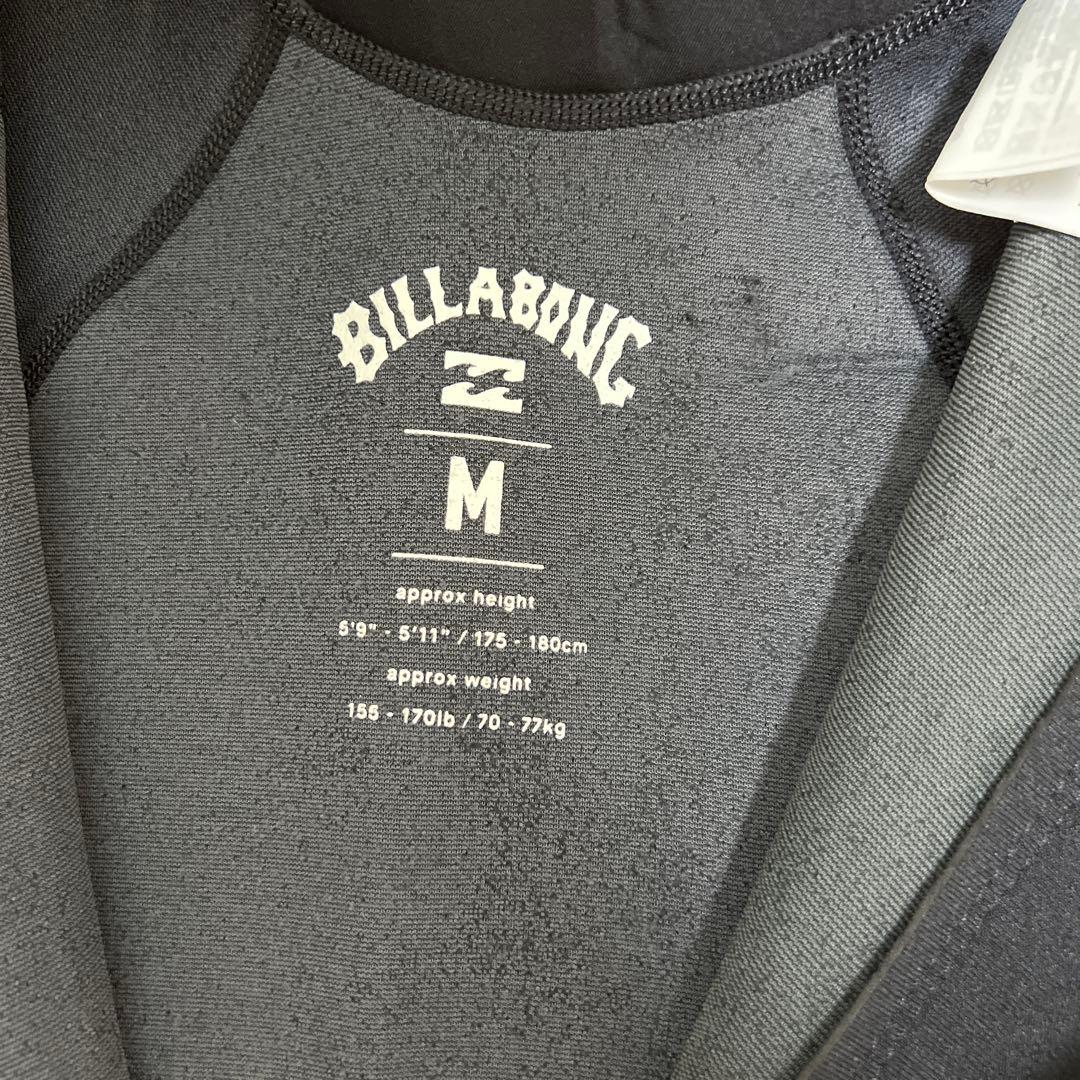 BILLABONG
M
approx height
5'9" - 5'11" / 175 - 180cm
approx weight
155 - 170lb / 70 - 77kg